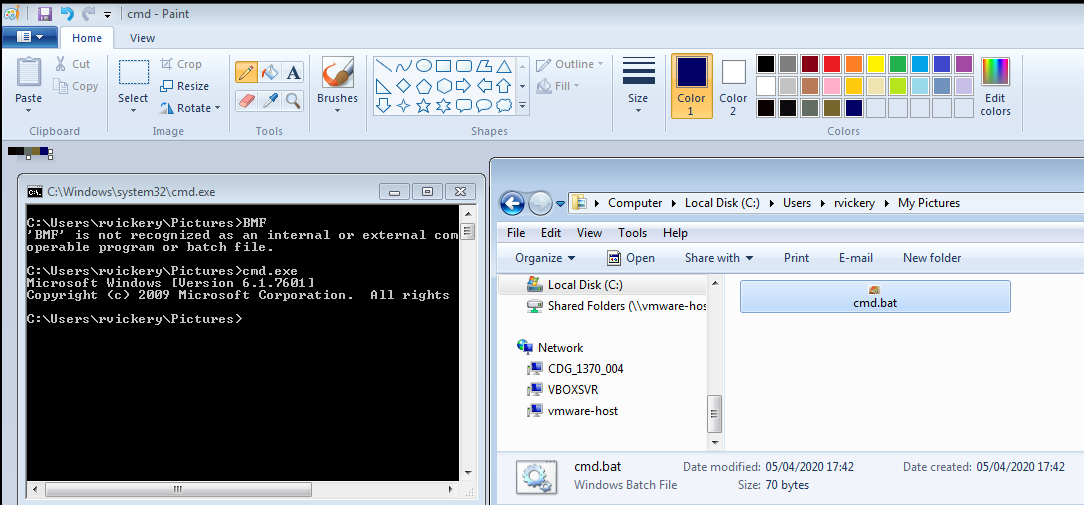 cmd - Paint
Home View
Cut
Copy
Paste
Clipboard
Select
Crop
Resize
Rotate
Image
A
Tools
Brushes
Outline
Fill
Shapes
Size
Color 1
Color 2
Edit colors
Colors
C:\Windows\system32\cmd.exe
C:\Users\rvickery\Pictures>BMF
'BMF' is not recognized as an internal or external com
operable program or batch file.
C:\Users\rvickery\Pictures>cmd.exe
Microsoft Windows [Version 6.1.7601]
Copyright (c) 2009 Microsoft Corporation.  All rights
C:\Users\rvickery\Pictures>
Computer Local Disk (C:) Users rvickery My Pictures
File Edit View Tools Help
Organize Open Share with Print E-mail New folder
Local Disk (C:)
Shared Folders (\\vmware-hos
Network
CDG_1370_004
VBOXSVR
vmware-host
cmd.bat
cmd.bat Date modified: 05/04/2020 17:42 Date created: 05/04/2020 17:42
Windows Batch File Size: 70 bytes